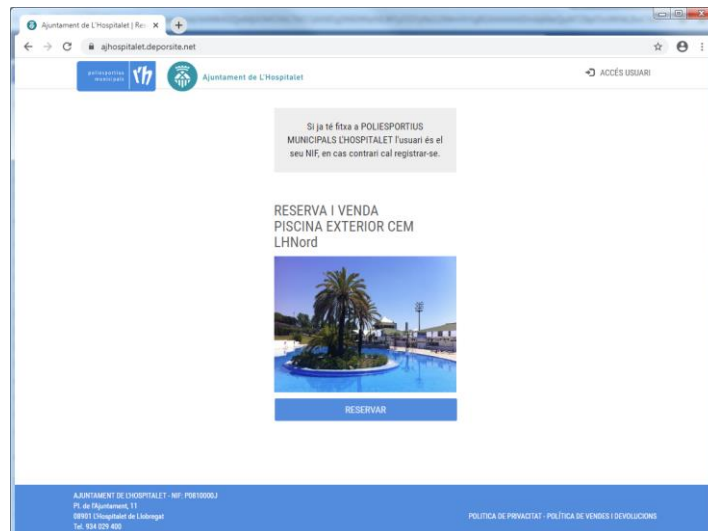 Ajuntament de L'Hospitalet | Res
ajhospitalet.deporsite.net
poliesportius
municipals
l'h
Ajuntament de L'Hospitalet
ACCÉS USUARI
Si ja té fitxa a POLIESPORTIUS
MUNICIPALS L'HOSPITALET l'usuari és el
seu NIF, en cas contrari cal registrar-se.
RESERVA I VENDA
PISCINA EXTERIOR CEM
LHNord
RESERVAR
AJUNTAMENT DE L'HOSPITALET - NIF: P0810000J
Pl. de l'Ajuntament, 11
08901 L'Hospitalet de Llobregat
Tel. 934 029 400
POLITICA DE PRIVACITAT - POLÍTICA DE VENDES I DEVOLUCIONS